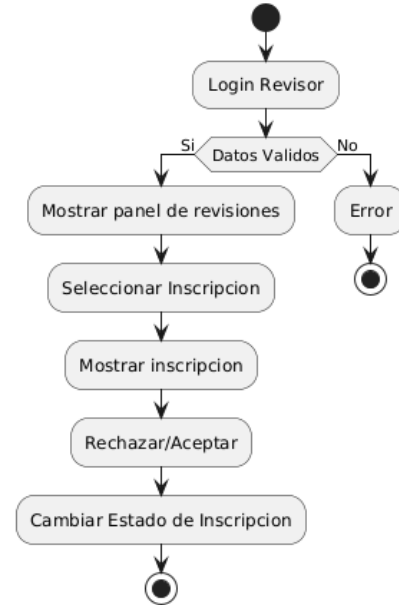 Login Revisor
Si
Datos Validos
No
Mostrar panel de revisiones
Error
Seleccionar Inscripcion
Mostrar inscripcion
Rechazar/Aceptar
Cambiar Estado de Inscripcion